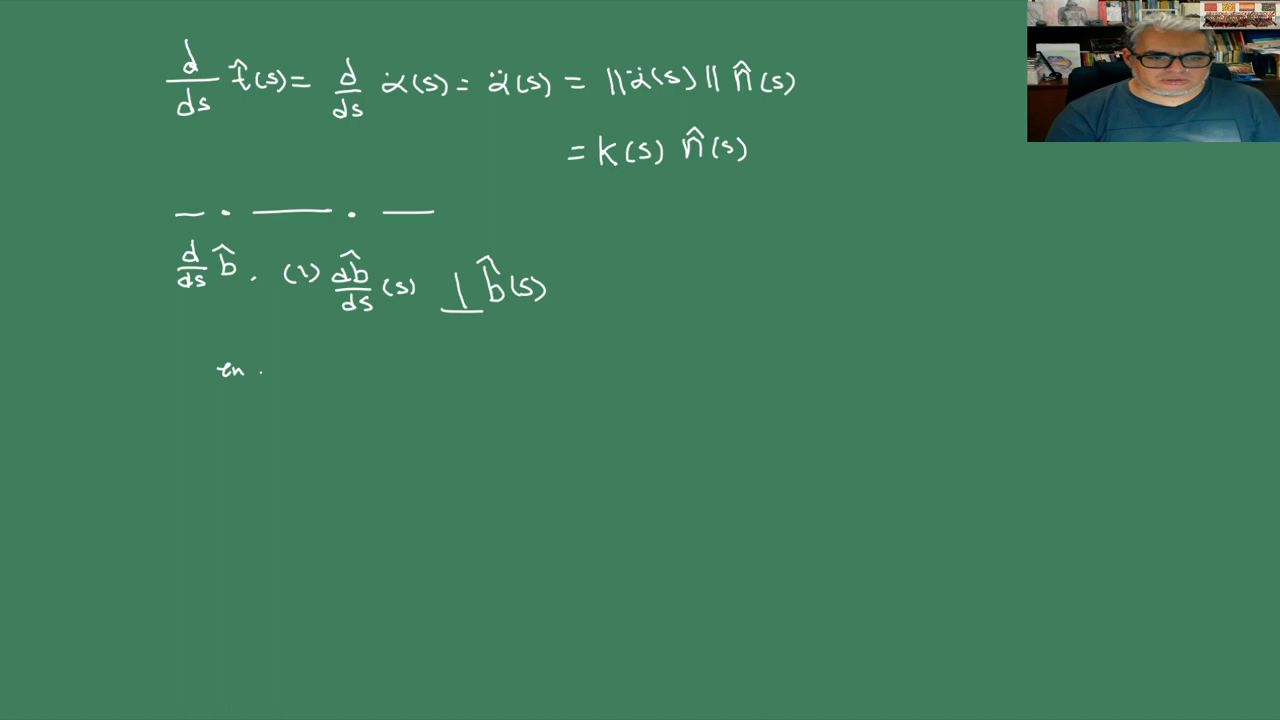 d/ds t̂(s) = d/ds α̇(s) = α̈(s) = ||α̈(s)|| n̂(s)
= k(s) n̂(s)
d/ds b̂. (1) db̂/ds (s) ⊥ b̂(s)
en